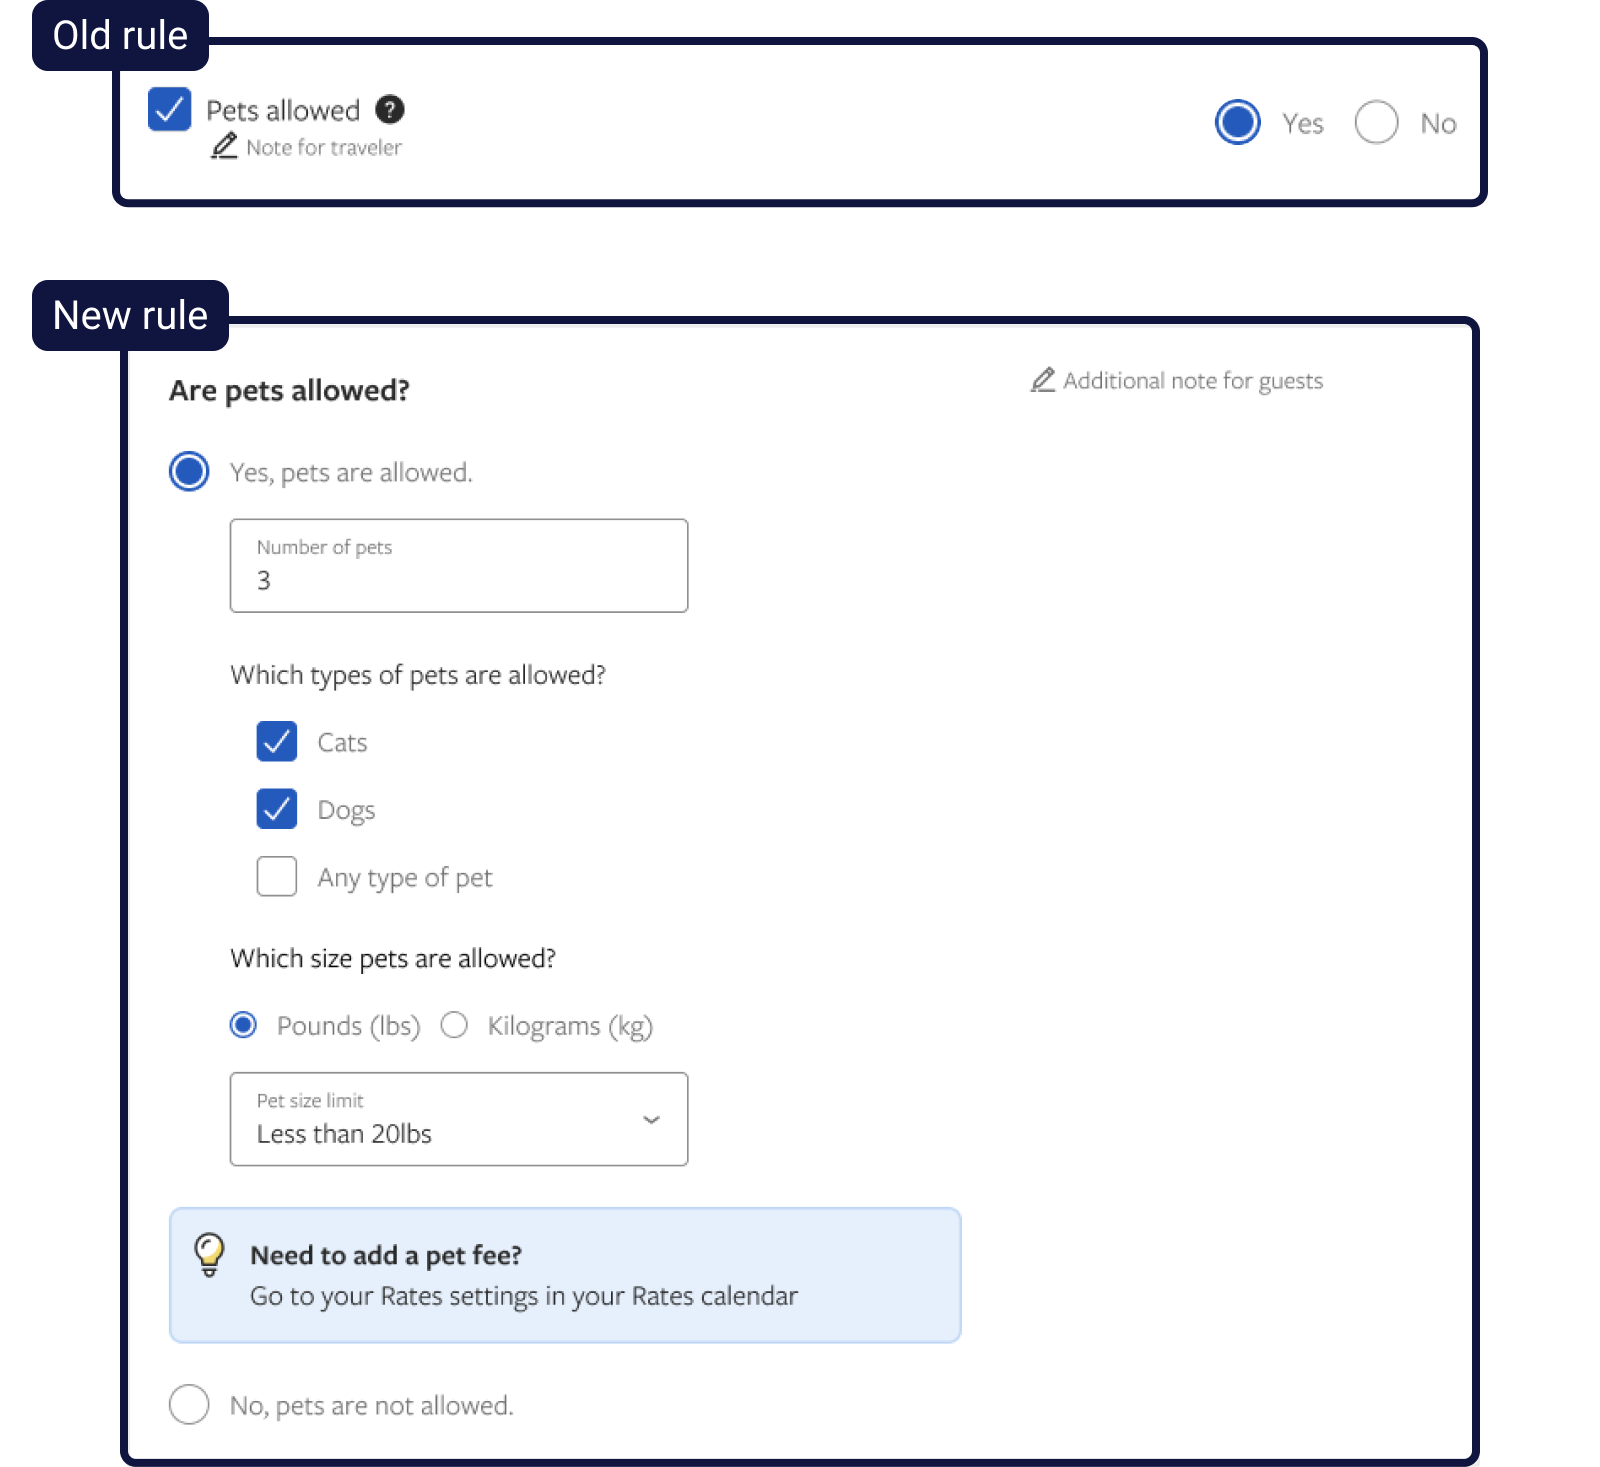 Old rule
Pets allowed ?
Yes No
Note for traveler
New rule
Are pets allowed?
Additional note for guests
Yes, pets are allowed.
Number of pets
3
Which types of pets are allowed?
Cats
Dogs
Any type of pet
Which size pets are allowed?
Pounds (lbs) Kilograms (kg)
Pet size limit
Less than 20lbs
Need to add a pet fee?
Go to your Rates settings in your Rates calendar
No, pets are not allowed.